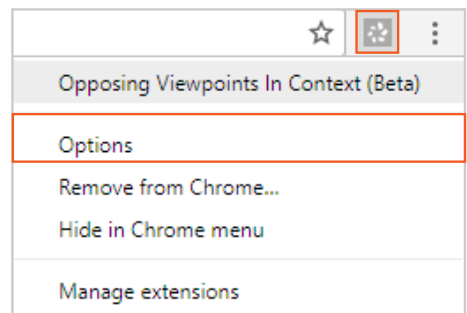 Opposing Viewpoints In Context (Beta)
Options
Remove from Chrome...
Hide in Chrome menu
Manage extensions